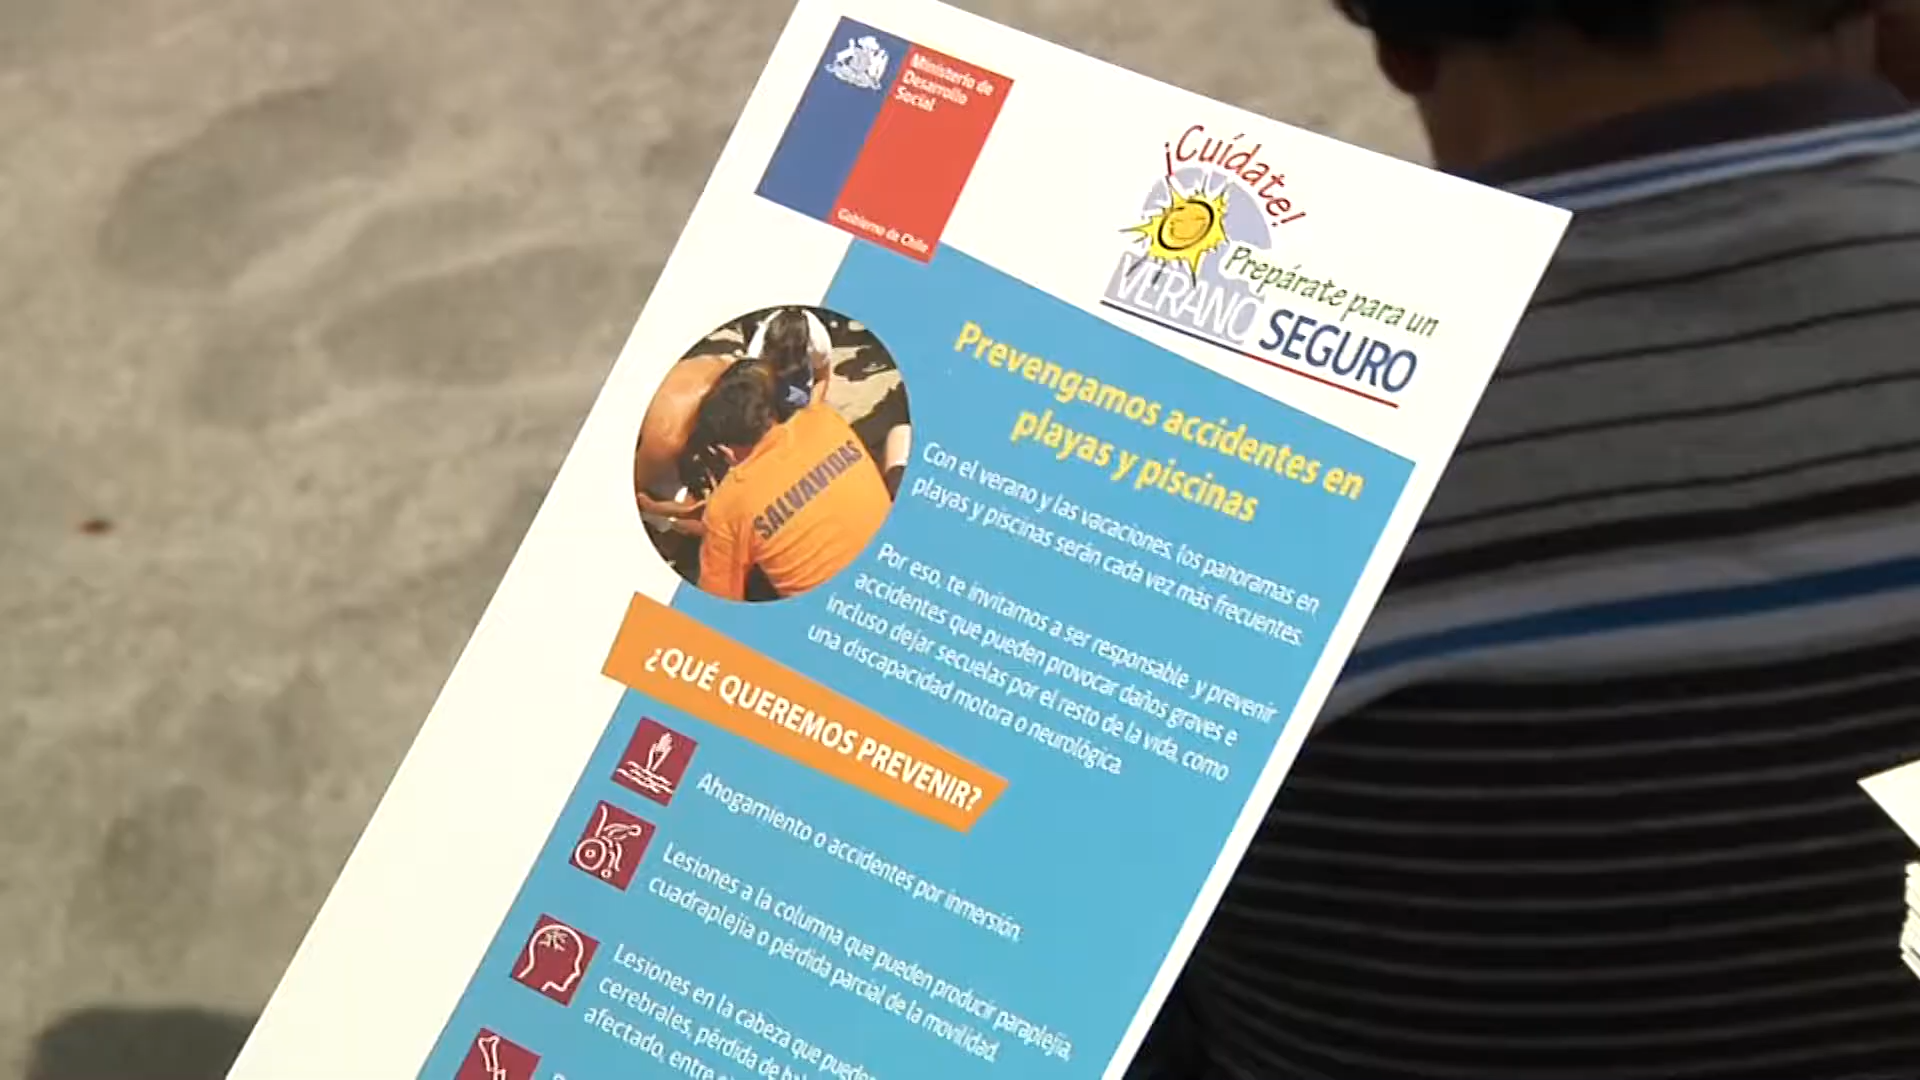 Ministerio de
Desarrollo
Social
Gobierno de Chile
¡Cuídate!
Prepárate para un
VERANO SEGURO
Prevengamos accidentes en
playas y piscinas
SALVAVIDAS
Con el verano y las vacaciones, los panoramas en
playas y piscinas serán cada vez más frecuentes.
Por eso, te invitamos a ser responsable y prevenir
accidentes que pueden provocar daños graves e
incluso dejar secuelas por el resto de la vida, como
una discapacidad motora o neurológica.
¿QUÉ QUEREMOS PREVENIR?
Ahogamiento o accidentes por inmersión.
Lesiones a la columna que pueden producir paraplejia,
cuadraplejia o pérdida parcial de la movilidad.
Lesiones en la cabeza que pueden
cerebrales, pérdida de
afectado, entre